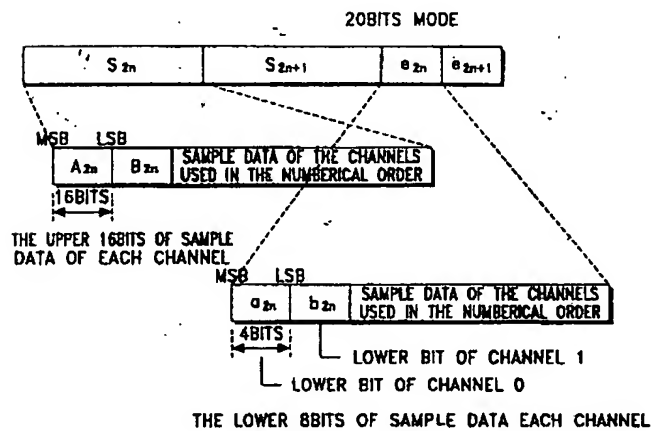 20BITS MODE
S2n S2n+1 e2n e2n+1
MSB LSB
A2n B2n SAMPLE DATA OF THE CHANNELS
USED IN THE NUMBERICAL ORDER
16BITS
THE UPPER 16BITS OF SAMPLE
DATA OF EACH CHANNEL
MSB LSB
a2n b2n SAMPLE DATA OF THE CHANNELS
USED IN THE NUMBERICAL ORDER
4BITS
LOWER BIT OF CHANNEL 1
LOWER BIT OF CHANNEL 0
THE LOWER 8BITS OF SAMPLE DATA EACH CHANNEL